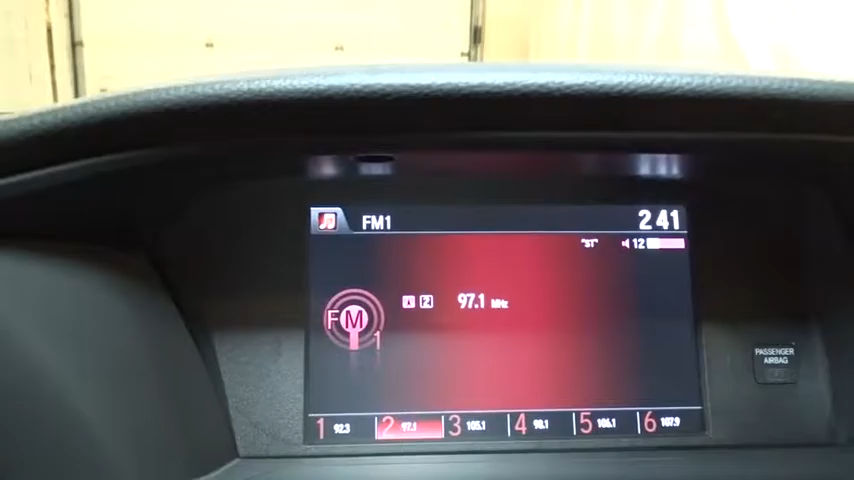 FM1 2:41
"ST" 12
FM 1
A 2 97.1 MHz
1 92.3 2 97.1 3 105.1 4 98.1 5 106.1 6 107.9
PASSENGER
AIRBAG